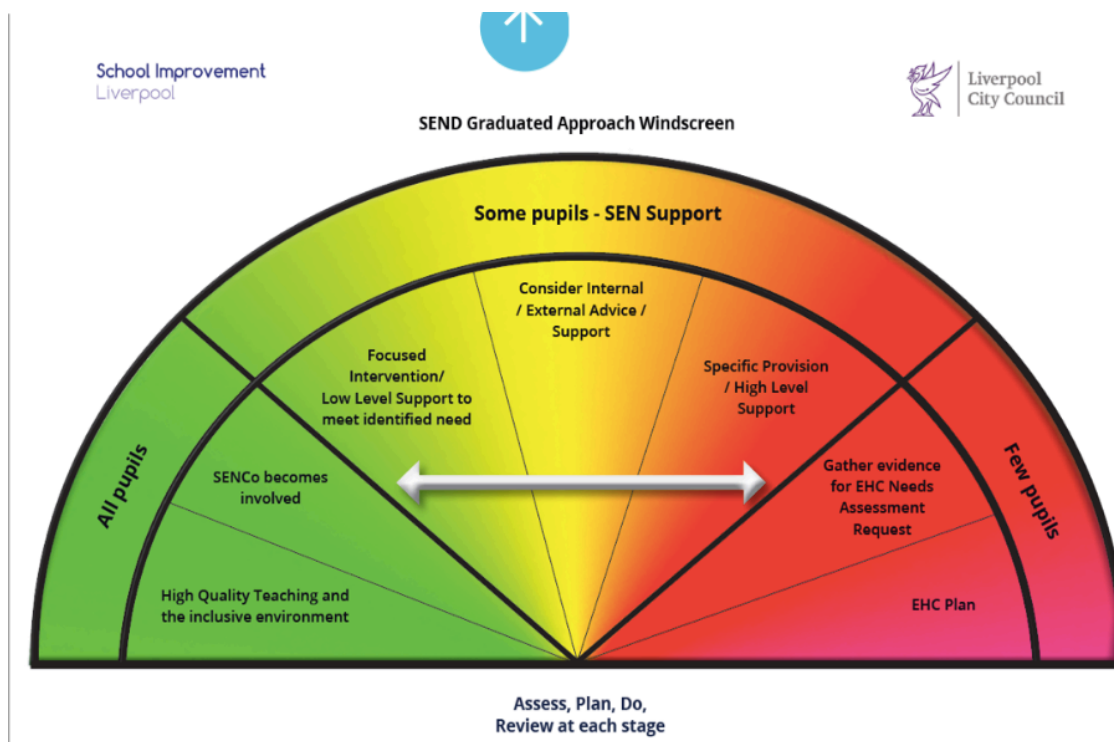 School Improvement
Liverpool
Liverpool
City Council
SEND Graduated Approach Windscreen
Some pupils - SEN Support
Consider Internal
/ External Advice /
Support
Focused
Intervention/
Low Level Support to
meet identified need
Specific Provision
/ High Level
Support
All pupils
SENCo becomes
involved
Gather evidence
for EHC Needs
Assessment
Request
Few pupils
High Quality Teaching and
the inclusive environment
EHC Plan
Assess, Plan, Do,
Review at each stage